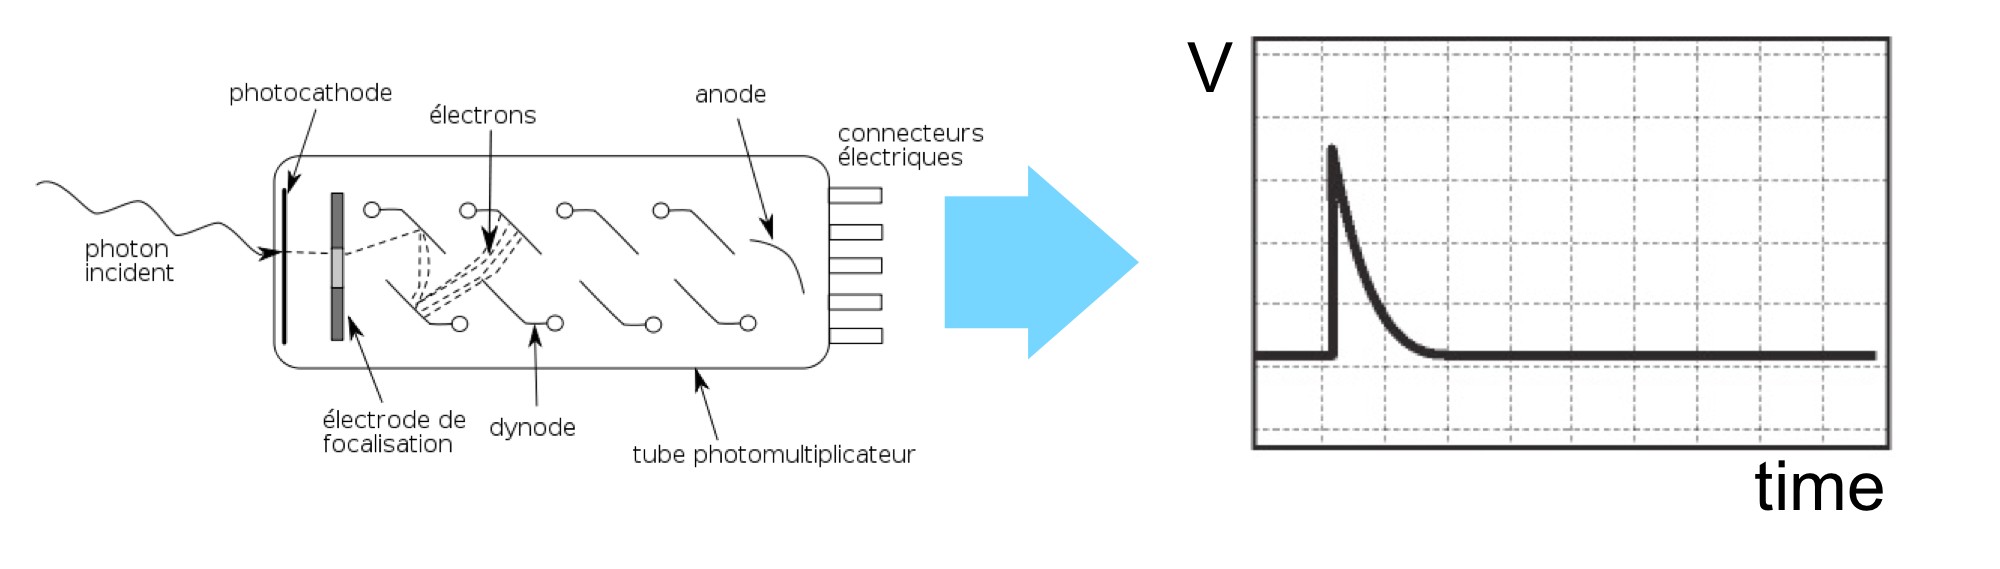 photocathode
électrons
anode
connecteurs
électriques
photon
incident
électrode de
focalisation
dynode
tube photomultiplicateur
V
time